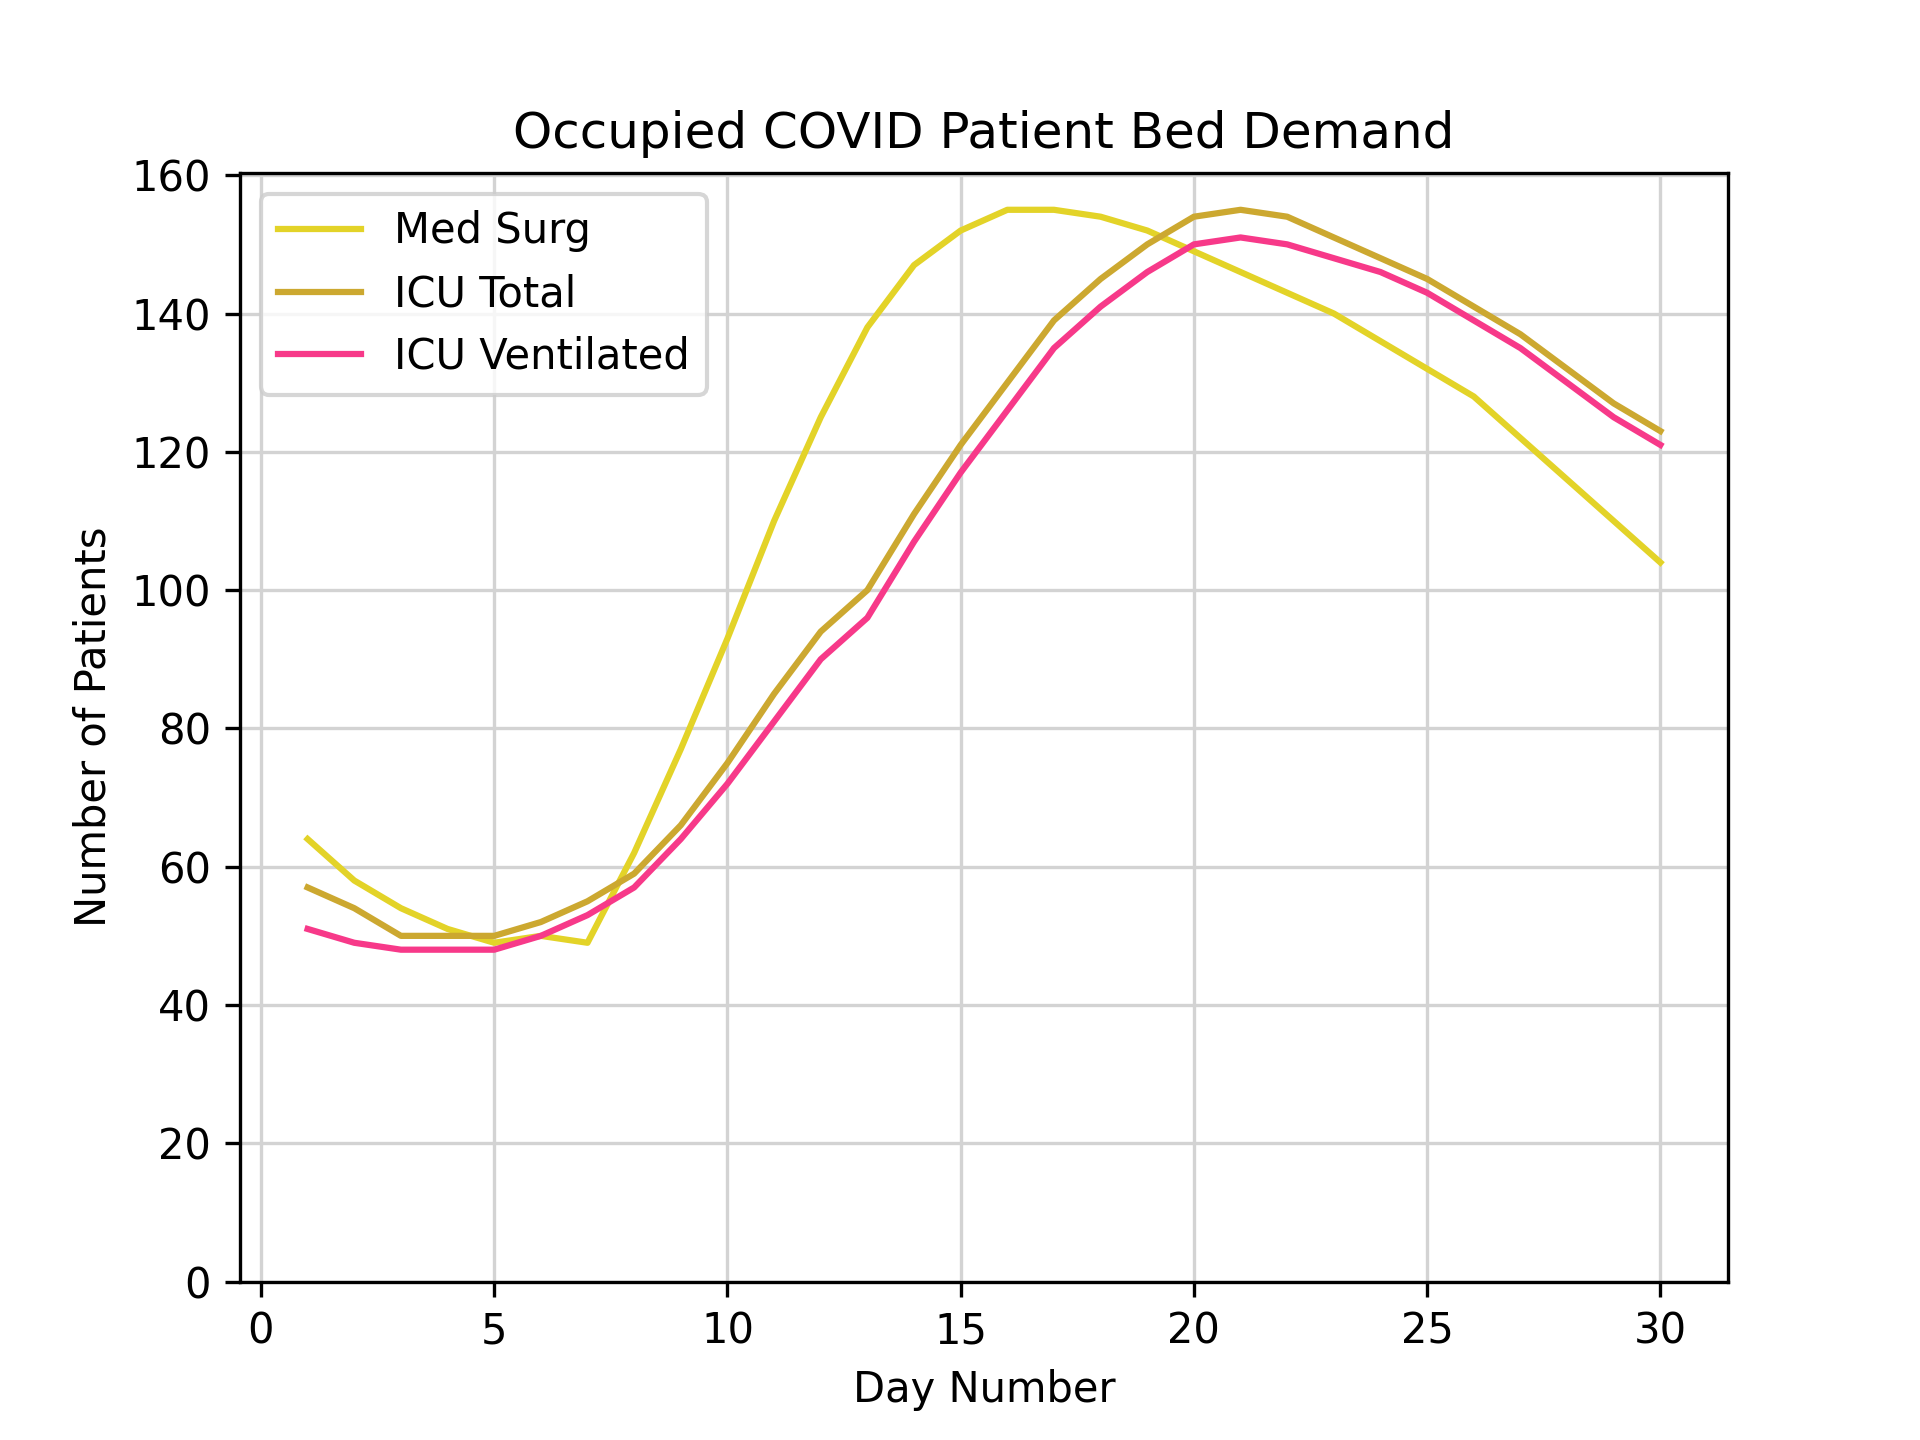 Occupied COVID Patient Bed Demand
160
140
120
100
80
60
40
20
0
Number of Patients
Med Surg
ICU Total
ICU Ventilated
0 5 10 15 20 25 30
Day Number